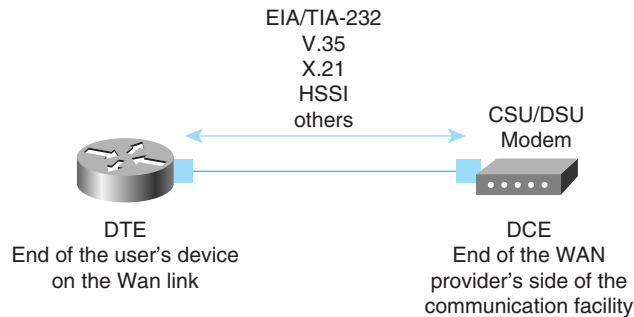 EIA/TIA-232
V.35
X.21
HSSI
others
CSU/DSU
Modem
DTE
End of the user's device
on the Wan link
DCE
End of the WAN
provider's side of the
communication facility